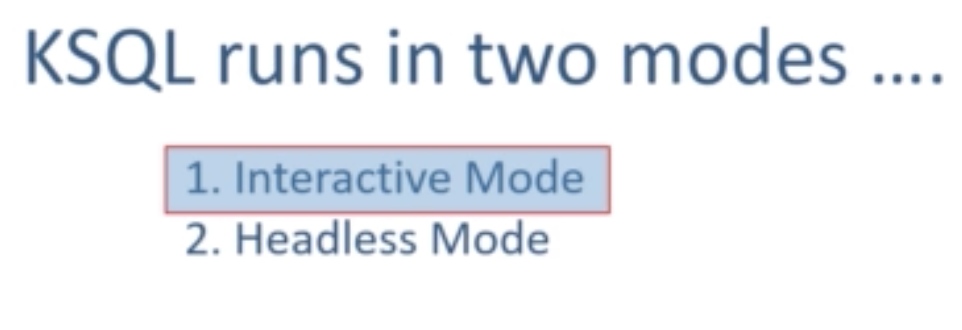 KSQL runs in two modes ....
1. Interactive Mode
2. Headless Mode